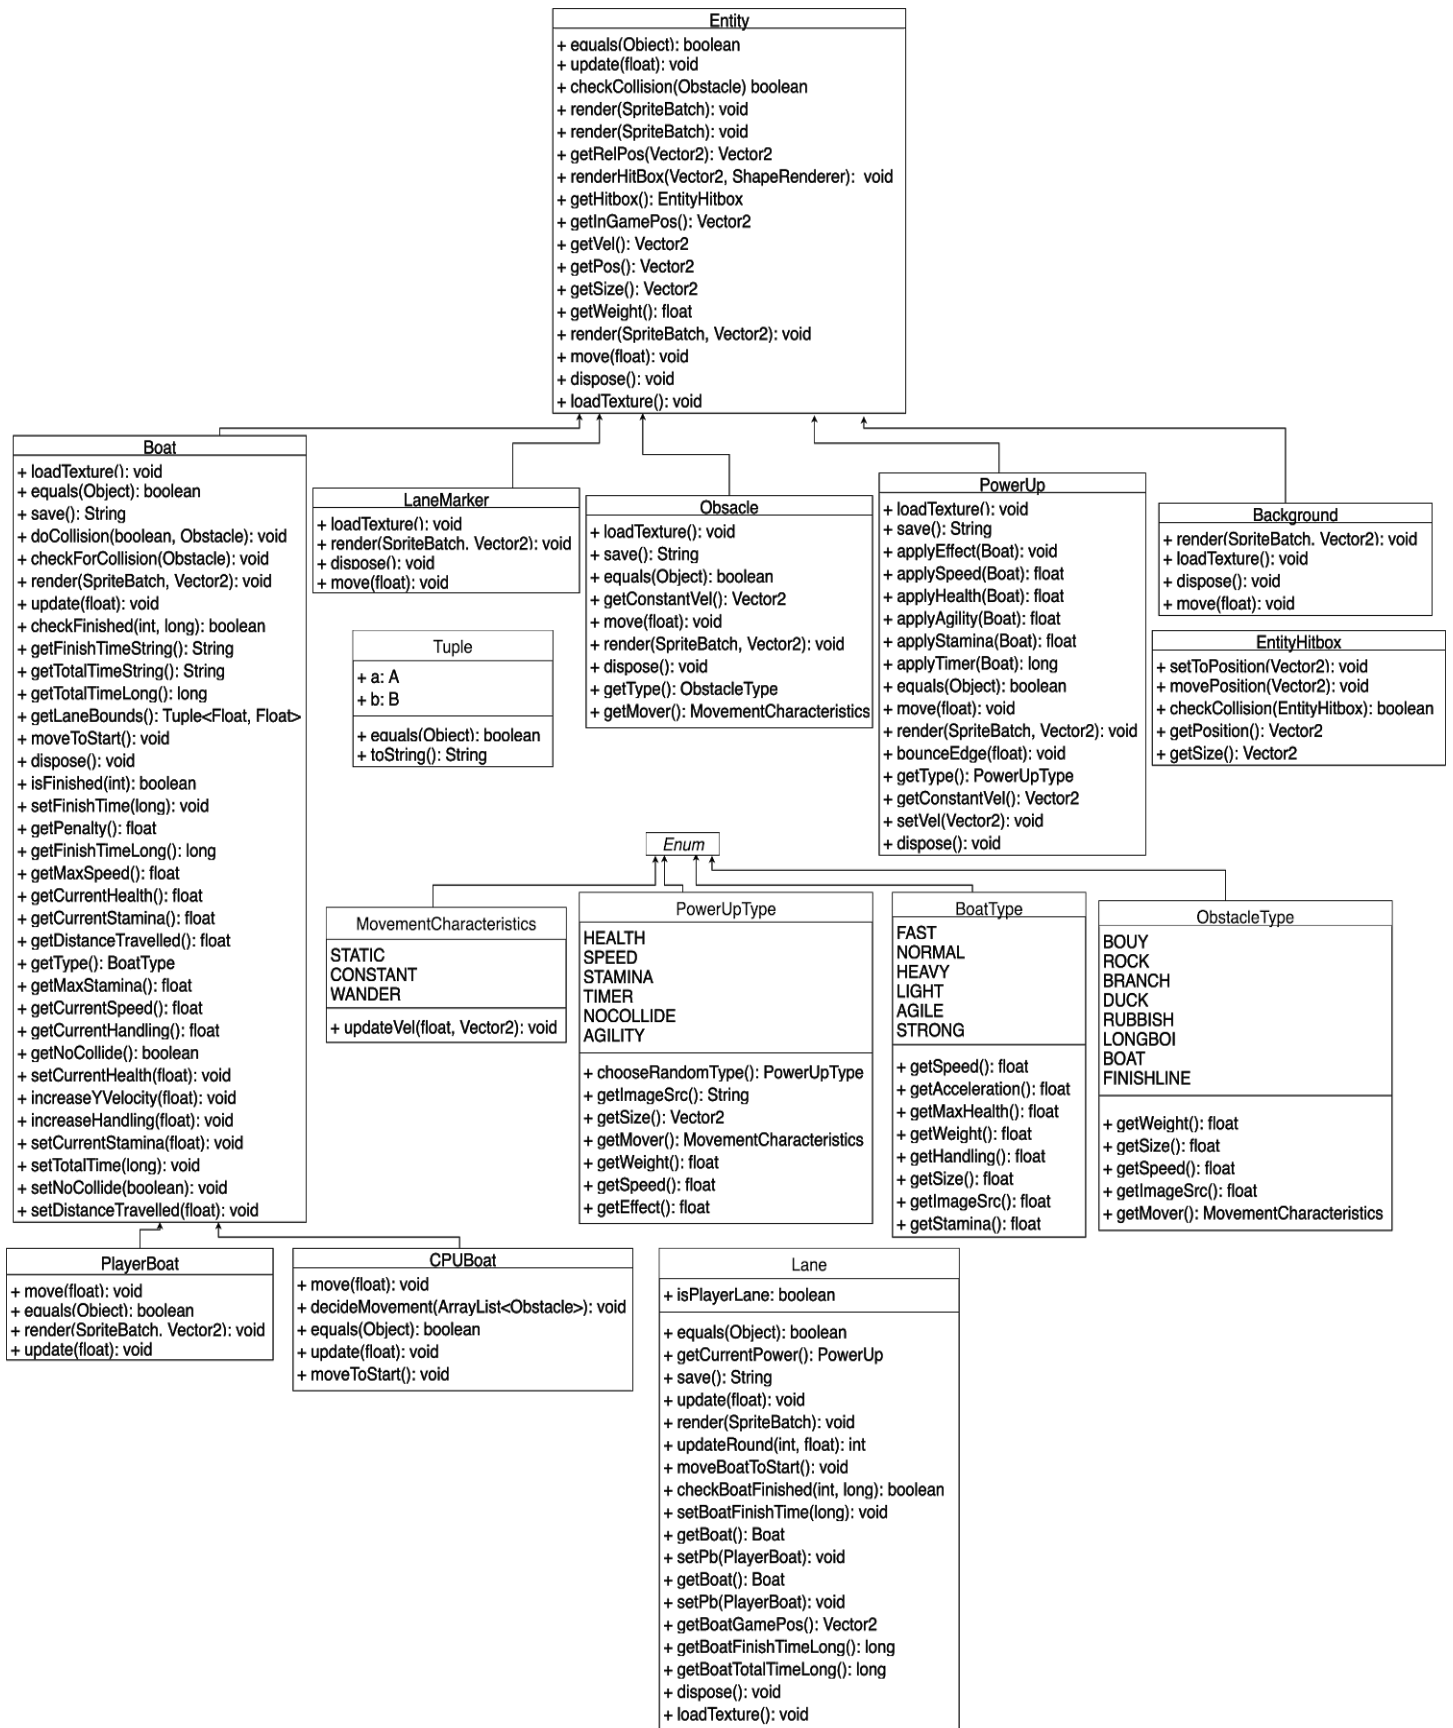 Entity
+ equals(Object): boolean
+ update(float): void
+ checkCollision(Obstacle) boolean
+ render(SpriteBatch): void
+ render(SpriteBatch): void
+ getRelPos(Vector2): Vector2
+ renderHitBox(Vector2, ShapeRenderer): void
+ getHitbox(): EntityHitbox
+ getInGamePos(): Vector2
+ getVel(): Vector2
+ getPos(): Vector2
+ getSize(): Vector2
+ getWeight(): float
+ render(SpriteBatch, Vector2): void
+ move(float): void
+ dispose(): void
+ loadTexture(): void
Boat
+ loadTexture(): void
+ equals(Object): boolean
+ save(): String
+ doCollision(boolean, Obstacle): void
+ checkForCollision(Obstacle): void
+ render(SpriteBatch, Vector2): void
+ update(float): void
+ checkFinished(int, long): boolean
+ getFinishTimeString(): String
+ getTotalTimeString(): String
+ getTotalTimeLong(): long
+ getLaneBounds(): Tuple<Float, Float>
+ moveToStart(): void
+ dispose(): void
+ isFinished(int): boolean
+ setFinishTime(long): void
+ getPenalty(): float
+ getFinishTimeLong(): long
+ getMaxSpeed(): float
+ getCurrentHealth(): float
+ getCurrentStamina(): float
+ getDistanceTravelled(): float
+ getType(): BoatType
+ getMaxStamina(): float
+ getCurrentSpeed(): float
+ getCurrentHandling(): float
+ getNoCollide(): boolean
+ setCurrentHealth(float): void
+ increaseYVelocity(float): void
+ increaseHandling(float): void
+ setCurrentStamina(float): void
+ setTotalTime(long): void
+ setNoCollide(boolean): void
+ setDistanceTravelled(float): void
LaneMarker
+ loadTexture(): void
+ render(SpriteBatch, Vector2): void
+ dispose(): void
+ move(float): void
Obsacle
+ loadTexture(): void
+ save(): String
+ equals(Object): boolean
+ getConstantVel(): Vector2
+ move(float): void
+ render(SpriteBatch, Vector2): void
+ dispose(): void
+ getType(): ObstacleType
+ getMover(): MovementCharacteristics
PowerUp
+ loadTexture(): void
+ save(): String
+ applyEffect(Boat): void
+ applySpeed(Boat): float
+ applyHealth(Boat): float
+ applyAgility(Boat): float
+ applyStamina(Boat): float
+ applyTimer(Boat): long
+ equals(Object): boolean
+ move(float): void
+ render(SpriteBatch, Vector2): void
+ bounceEdge(float): void
+ getType(): PowerUpType
+ getConstantVel(): Vector2
+ setVel(Vector2): void
+ dispose(): void
Background
+ render(SpriteBatch, Vector2): void
+ loadTexture(): void
+ dispose(): void
+ move(float): void
Tuple
+ a: A
+ b: B
+ equals(Object): boolean
+ toString(): String
EntityHitbox
+ setToPosition(Vector2): void
+ movePosition(Vector2): void
+ checkCollision(EntityHitbox): boolean
+ getPosition(): Vector2
+ getSize(): Vector2
Enum
MovementCharacteristics
STATIC
CONSTANT
WANDER
+ updateVel(float, Vector2): void
PowerUpType
HEALTH
SPEED
STAMINA
TIMER
NOCOLLIDE
AGILITY
+ chooseRandomType(): PowerUpType
+ getImageSrc(): String
+ getSize(): Vector2
+ getMover(): MovementCharacteristics
+ getWeight(): float
+ getSpeed(): float
+ getEffect(): float
BoatType
FAST
NORMAL
HEAVY
LIGHT
AGILE
STRONG
+ getSpeed(): float
+ getAcceleration(): float
+ getMaxHealth(): float
+ getWeight(): float
+ getHandling(): float
+ getSize(): float
+ getImageSrc(): float
+ getStamina(): float
ObstacleType
BOUY
ROCK
BRANCH
DUCK
RUBBISH
LONGBOI
BOAT
FINISHLINE
+ getWeight(): float
+ getSize(): float
+ getSpeed(): float
+ getImageSrc(): float
+ getMover(): MovementCharacteristics
PlayerBoat
+ move(float): void
+ equals(Object): boolean
+ render(SpriteBatch, Vector2): void
+ update(float): void
CPUBoat
+ move(float): void
+ decideMovement(ArrayList<Obstacle>): void
+ equals(Object): boolean
+ update(float): void
+ moveToStart(): void
Lane
+ isPlayerLane: boolean
+ equals(Object): boolean
+ getCurrentPower(): PowerUp
+ save(): String
+ update(float): void
+ render(SpriteBatch): void
+ updateRound(int, float): int
+ moveBoatToStart(): void
+ checkBoatFinished(int, long): boolean
+ setBoatFinishTime(long): void
+ getBoat(): Boat
+ setPb(PlayerBoat): void
+ getBoat(): Boat
+ setPb(PlayerBoat): void
+ getBoatGamePos(): Vector2
+ getBoatFinishTimeLong(): long
+ getBoatTotalTimeLong(): long
+ dispose(): void
+ loadTexture(): void